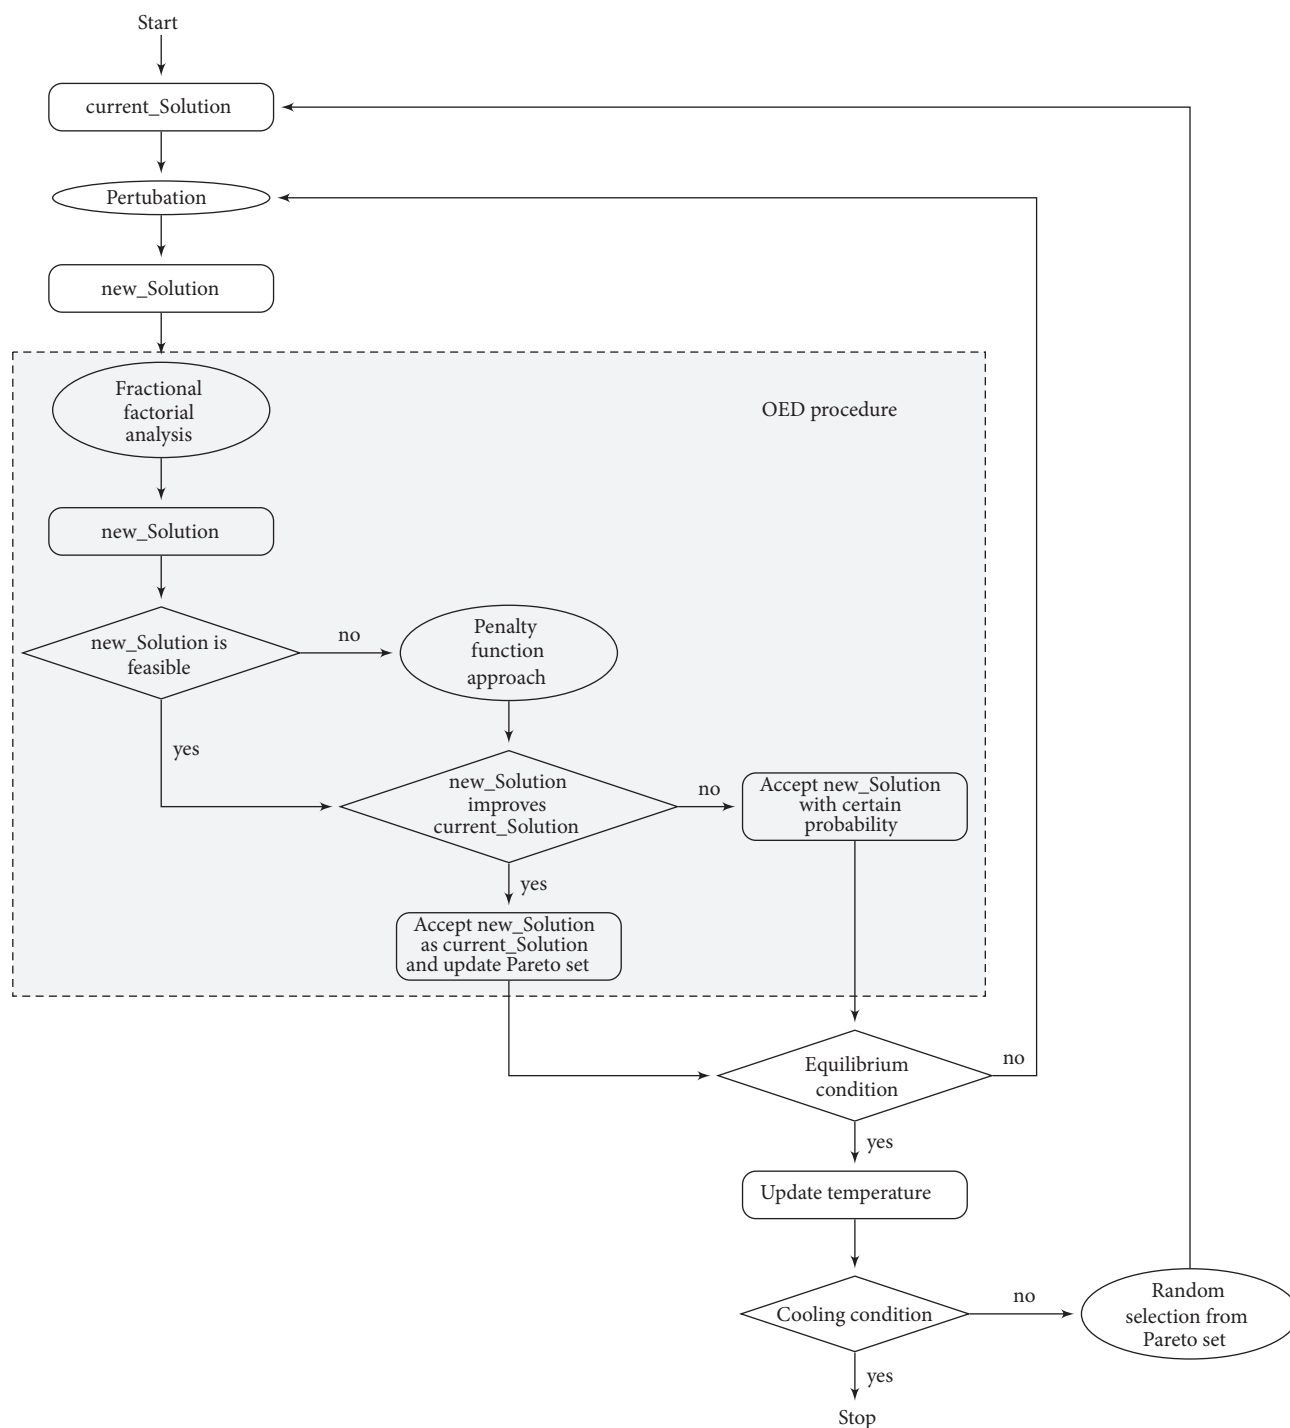 Start
current_Solution
Pertubation
new_Solution
Fractional
factorial
analysis
OED procedure
new_Solution
new_Solution is
feasible
no
Penalty
function
approach
yes
new_Solution
improves
current_Solution
no
Accept new_Solution
with certain
probability
yes
Accept new_Solution
as current_Solution
and update Pareto set
Equilibrium
condition
no
yes
Update temperature
Cooling condition
no
Random
selection from
Pareto set
yes
Stop